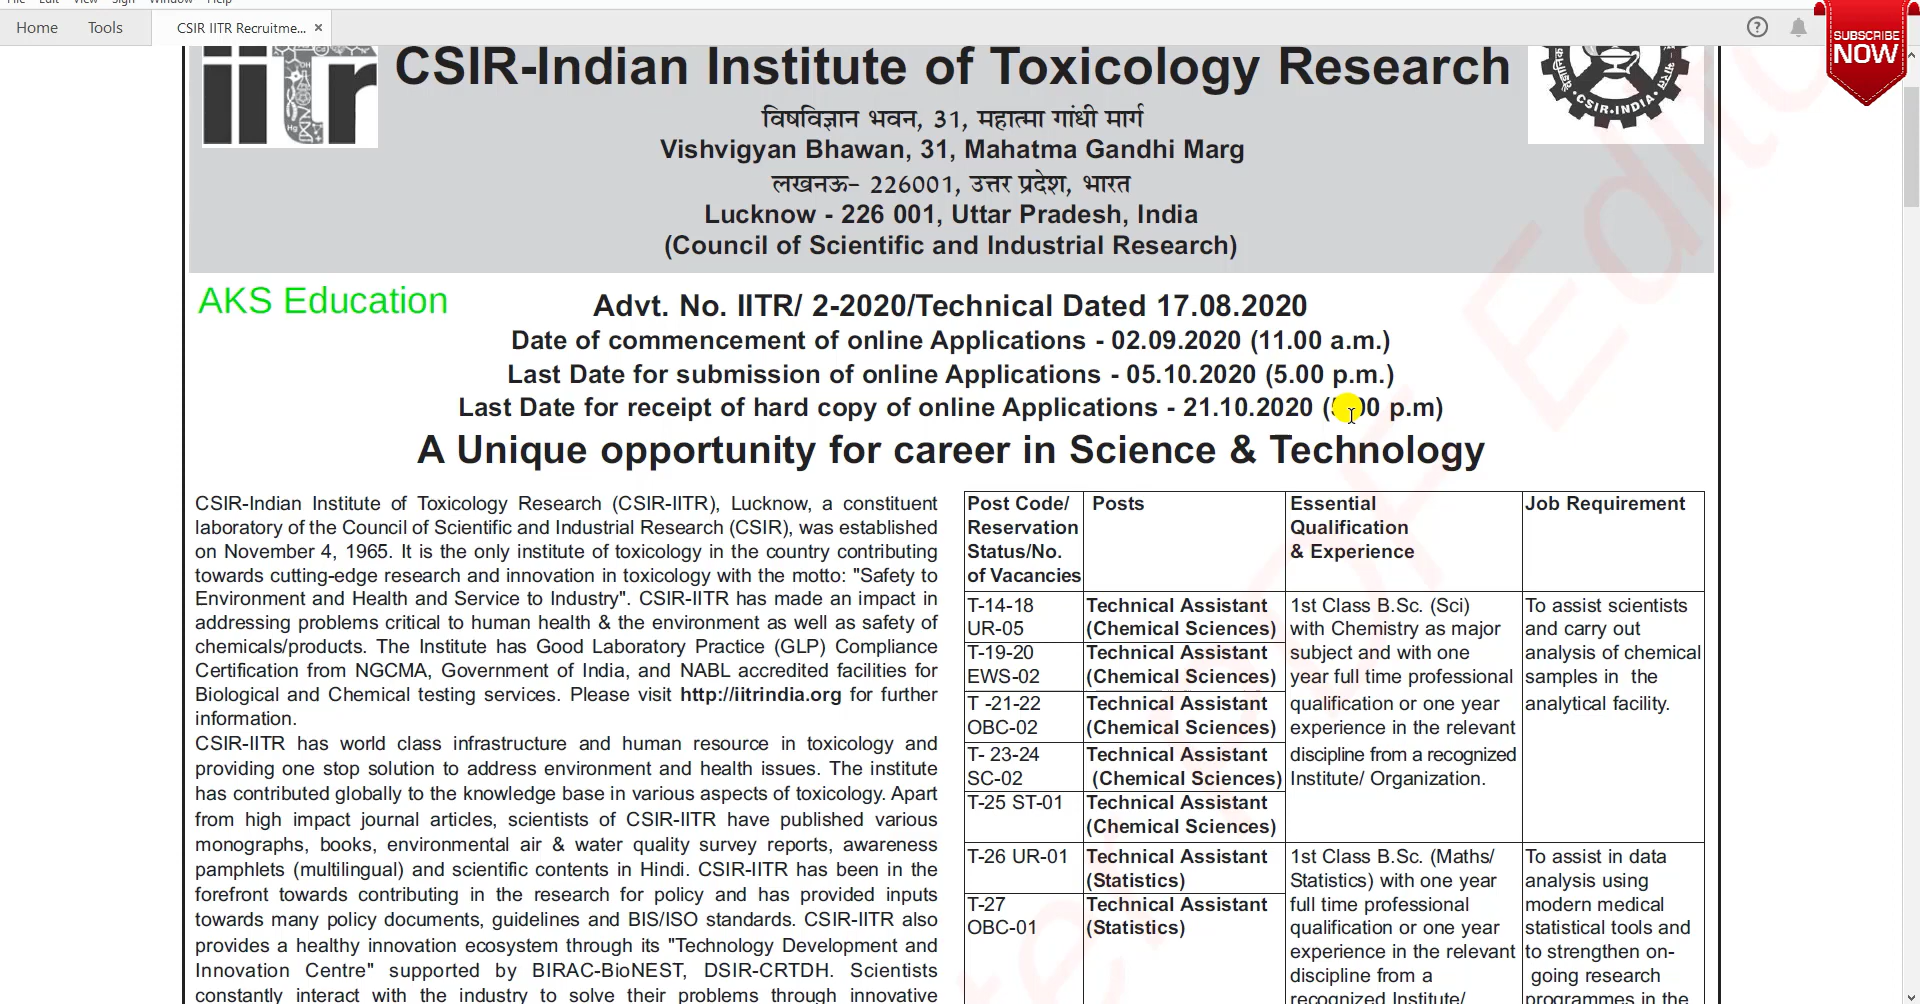 File Edit View Sign Window Help
Home Tools CSIR IITR Recruitme... ×
SUBSCRIBE
NOW
iitr
CSIR-Indian Institute of Toxicology Research
CSIR-INDIA
विषविज्ञान भवन, 31, महात्मा गांधी मार्ग
Vishvigyan Bhawan, 31, Mahatma Gandhi Marg
लखनऊ- 226001, उत्तर प्रदेश, भारत
Lucknow - 226 001, Uttar Pradesh, India
(Council of Scientific and Industrial Research)
AKS Education
Advt. No. IITR/ 2-2020/Technical Dated 17.08.2020
Date of commencement of online Applications - 02.09.2020 (11.00 a.m.)
Last Date for submission of online Applications - 05.10.2020 (5.00 p.m.)
Last Date for receipt of hard copy of online Applications - 21.10.2020 p.m)
A Unique opportunity for career in Science & Technology
CSIR-Indian Institute of Toxicology Research (CSIR-IITR), Lucknow, a constituent
laboratory of the Council of Scientific and Industrial Research (CSIR), was established
on November 4, 1965. It is the only institute of toxicology in the country contributing
towards cutting-edge research and innovation in toxicology with the motto: "Safety to
Environment and Health and Service to Industry". CSIR-IITR has made an impact in
addressing problems critical to human health & the environment as well as safety of
chemicals/products. The Institute has Good Laboratory Practice (GLP) Compliance
Certification from NGCMA, Government of India, and NABL accredited facilities for
Biological and Chemical testing services. Please visit http://iitrindia.org for further
information.
CSIR-IITR has world class infrastructure and human resource in toxicology and
providing one stop solution to address environment and health issues. The institute
has contributed globally to the knowledge base in various aspects of toxicology. Apart
from high impact journal articles, scientists of CSIR-IITR have published various
monographs, books, environmental air & water quality survey reports, awareness
pamphlets (multilingual) and scientific contents in Hindi. CSIR-IITR has been in the
forefront towards contributing in the research for policy and has provided inputs
towards many policy documents, guidelines and BIS/ISO standards. CSIR-IITR also
provides a healthy innovation ecosystem through its "Technology Development and
Innovation Centre" supported by BIRAC-BioNEST, DSIR-CRTDH. Scientists
constantly interact with the industry to solve their problems through innovative
Post Code/
Reservation
Status/No.
of Vacancies
Posts
Essential
Qualification
& Experience
Job Requirement
T-14-18
UR-05
Technical Assistant
(Chemical Sciences)
T-19-20
EWS-02
Technical Assistant
(Chemical Sciences)
T -21-22
OBC-02
Technical Assistant
(Chemical Sciences)
T- 23-24
SC-02
Technical Assistant
(Chemical Sciences)
T-25 ST-01
Technical Assistant
(Chemical Sciences)
1st Class B.Sc. (Sci)
with Chemistry as major
subject and with one
year full time professional
qualification or one year
experience in the relevant
discipline from a recognized
Institute/ Organization.
To assist scientists
and carry out
analysis of chemical
samples in the
analytical facility.
T-26 UR-01
Technical Assistant
(Statistics)
T-27
OBC-01
Technical Assistant
(Statistics)
1st Class B.Sc. (Maths/
Statistics) with one year
full time professional
qualification or one year
experience in the relevant
discipline from a
recognized Institute/
To assist in data
analysis using
modern medical
statistical tools and
to strengthen on-
going research
programmes in the